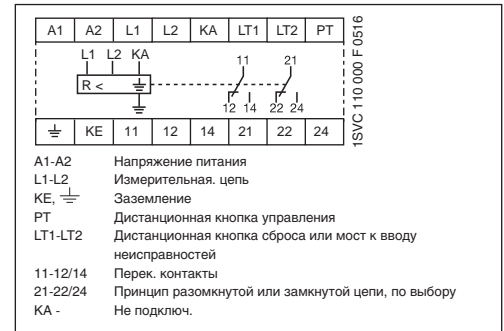 A1 A2 L1 L2 KA LT1 LT2 PT
L1 L2 KA
11 21
R <
12 14 22 24
KE 11 12 14 21 22 24
1SVC 110 000 F 0516
A1-A2 Напряжение питания
L1-L2 Измерительная. цепь
KE, Заземление
PT Дистанционная кнопка управления
LT1-LT2 Дистанционная кнопка сброса или мост к вводу
неисправностей
11-12/14 Перек. контакты
21-22/24 Принцип разомкнутой или замкнутой цепи, по выбору
KA - Не подключ.